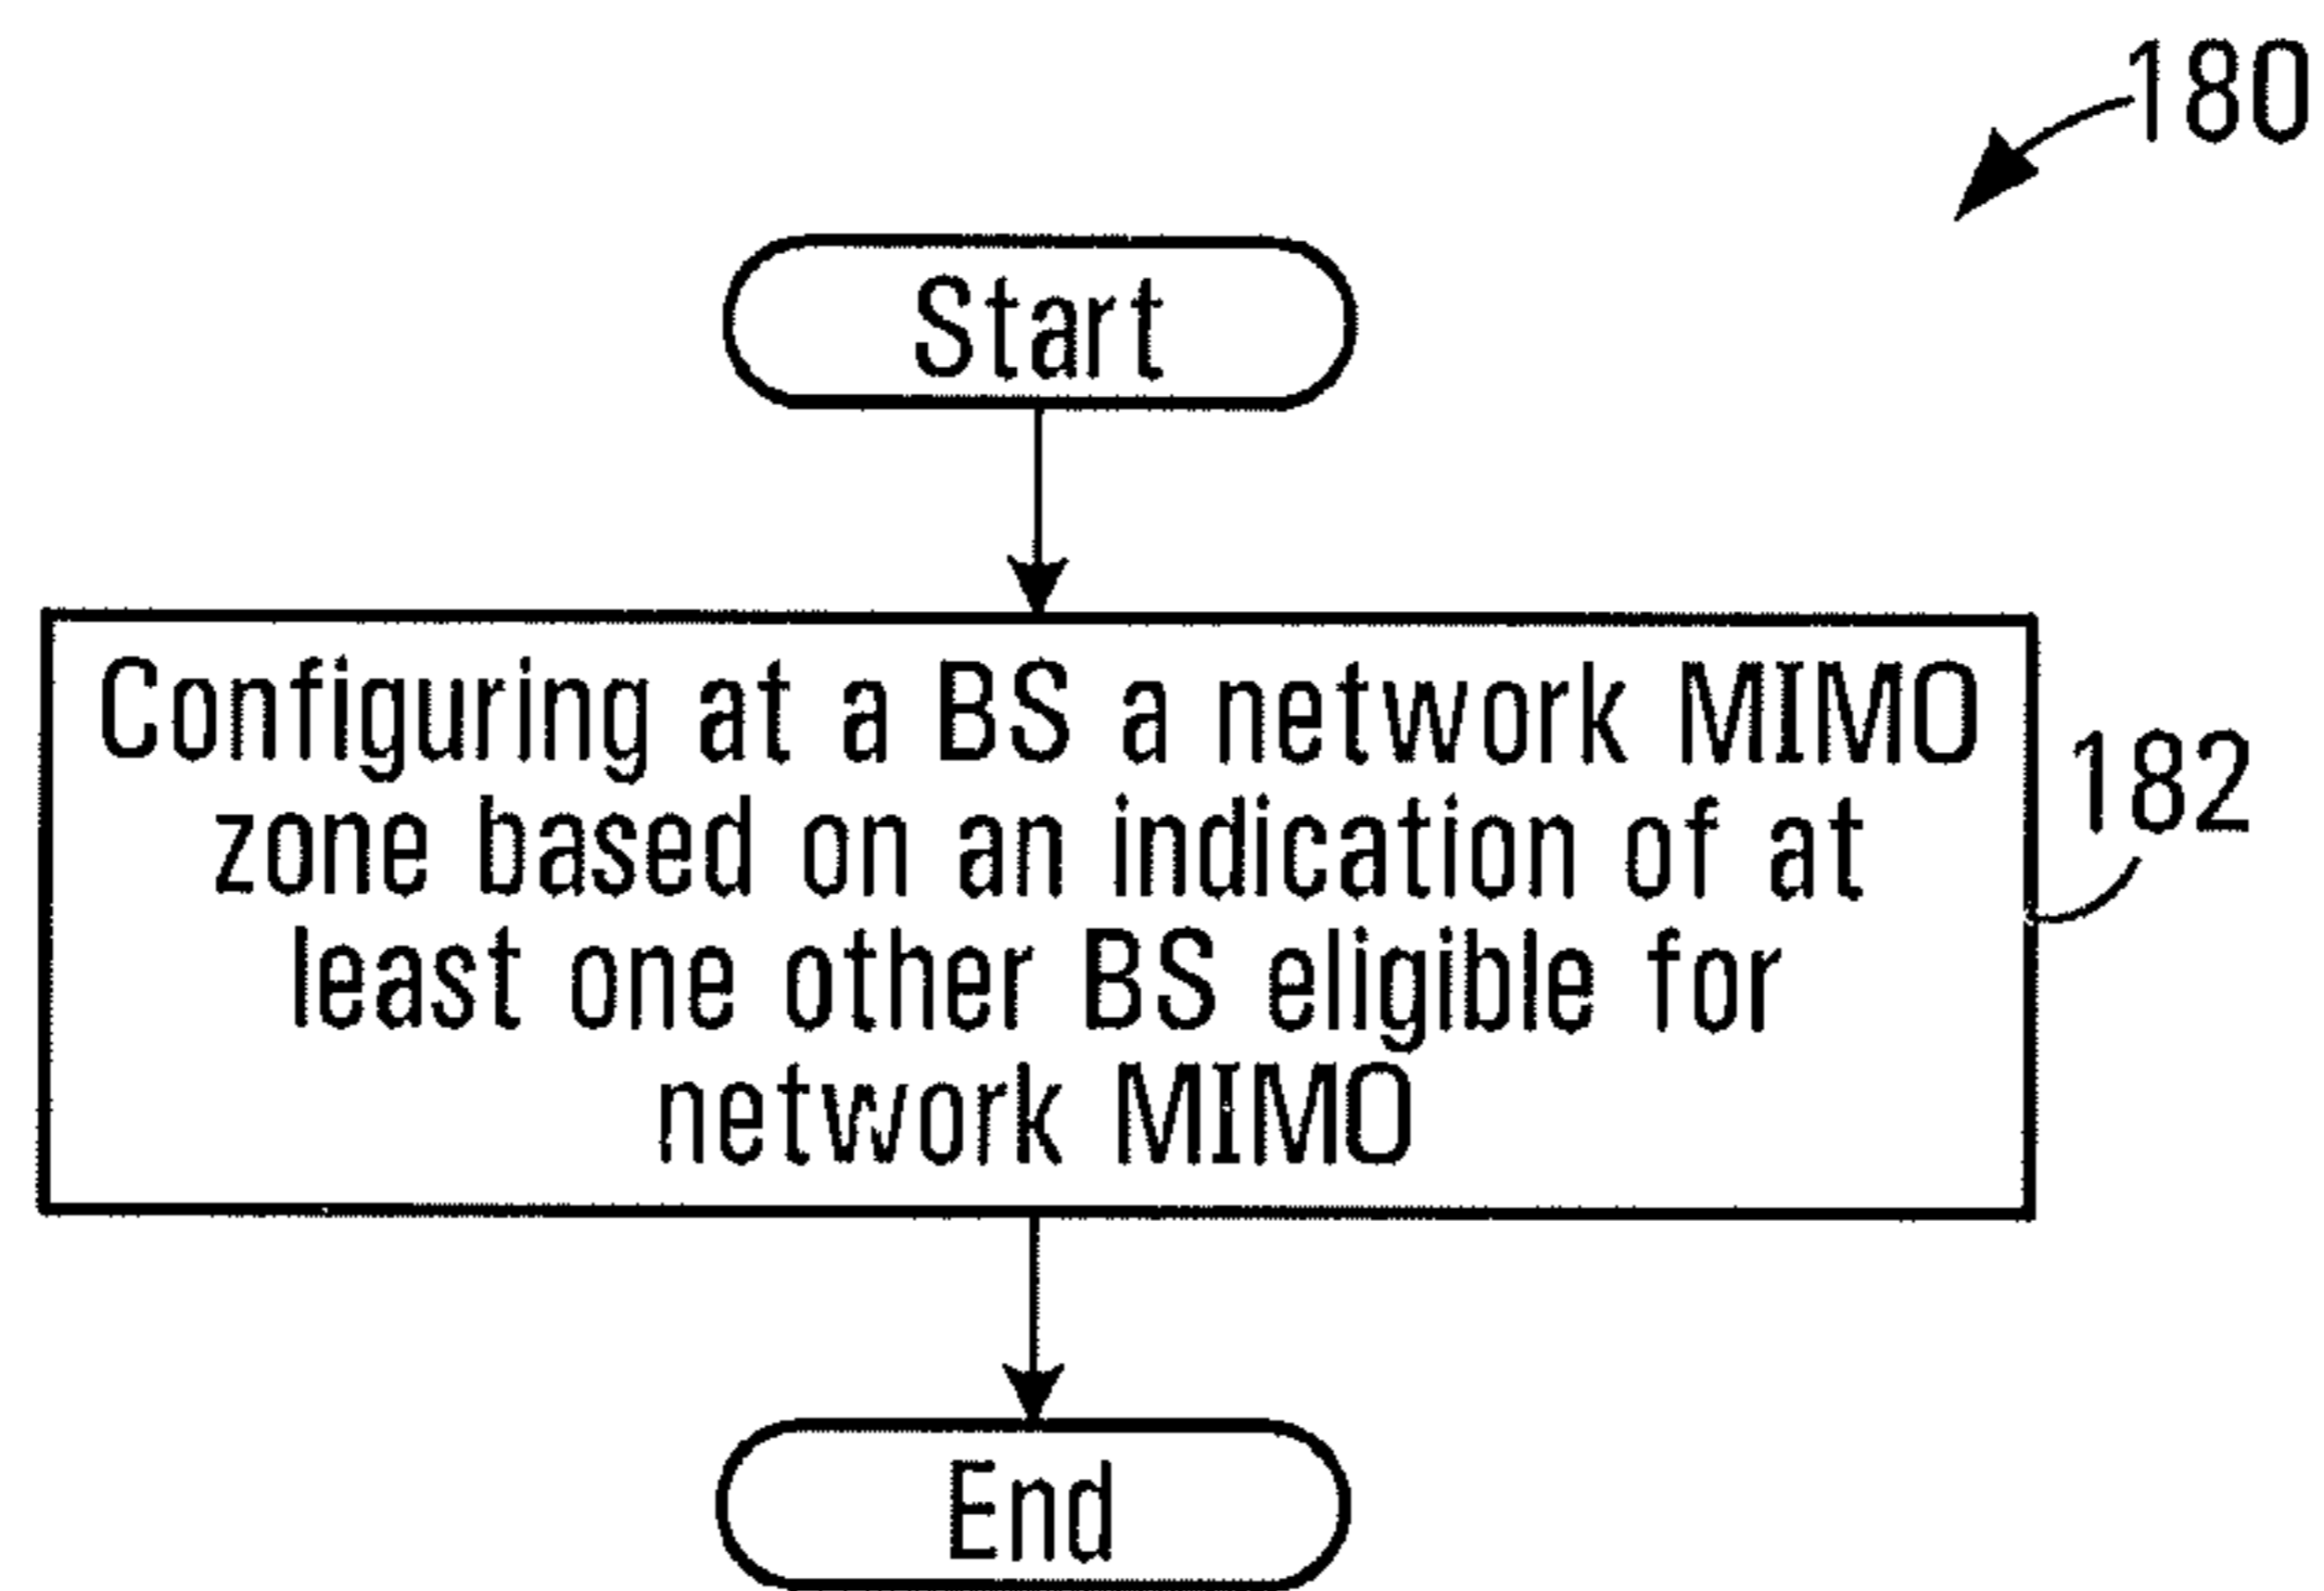 180
Start
Configuring at a BS a network MIMO
zone based on an indication of at
least one other BS eligible for
network MIMO
182
End